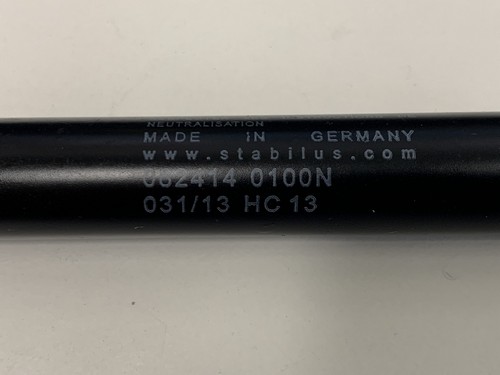 NEUTRALISATION
MADE IN GERMANY
www.stabilus.com
082414 0100N
031/13 HC 13